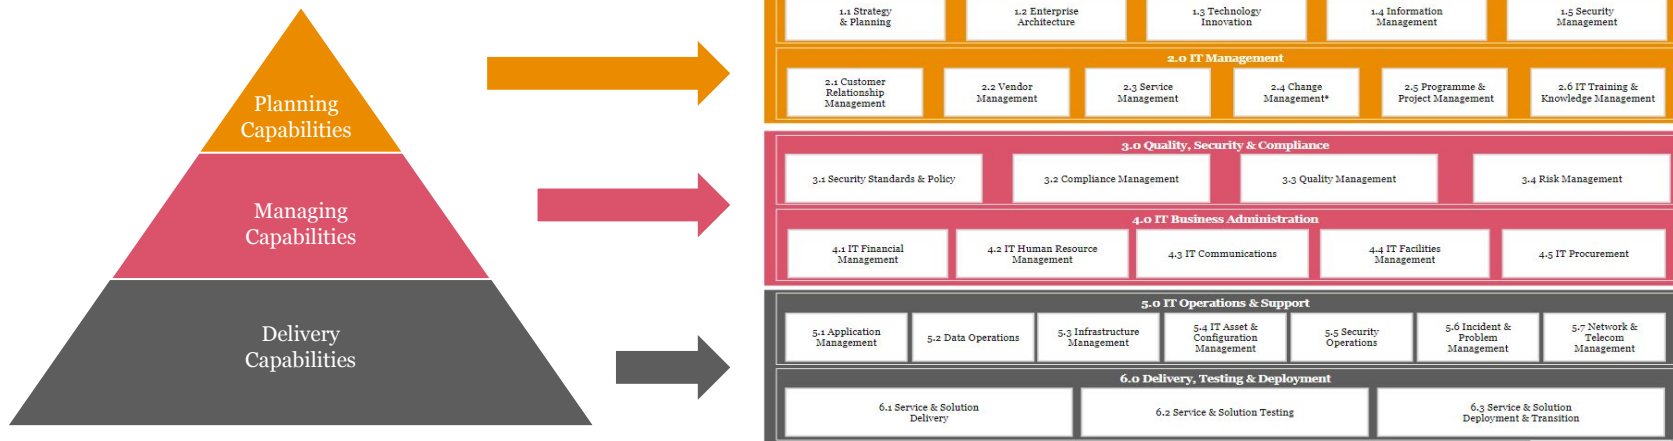 Planning
Capabilities
Managing
Capabilities
Delivery
Capabilities
1.1 Strategy
& Planning
1.2 Enterprise
Architecture
1.3 Technology
Innovation
1.4 Information
Management
1.5 Security
Management
2.0 IT Management
2.1 Customer
Relationship
Management
2.2 Vendor
Management
2.3 Service
Management
2.4 Change
Management*
2.5 Programme &
Project Management
2.6 IT Training &
Knowledge Management
3.0 Quality, Security & Compliance
3.1 Security Standards & Policy
3.2 Compliance Management
3.3 Quality Management
3.4 Risk Management
4.0 IT Business Administration
4.1 IT Financial
Management
4.2 IT Human Resource
Management
4.3 IT Communications
4.4 IT Facilities
Management
4.5 IT Procurement
5.0 IT Operations & Support
5.1 Application
Management
5.2 Data Operations
5.3 Infrastructure
Management
5.4 IT Asset &
Configuration
Management
5.5 Security
Operations
5.6 Incident &
Problem
Management
5.7 Network &
Telecom
Management
6.0 Delivery, Testing & Deployment
6.1 Service & Solution
Delivery
6.2 Service & Solution Testing
6.3 Service & Solution
Deployment & Transition